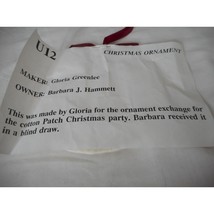 U12 CHRISTMAS ORNAMENT
MAKER: Gloria Greenlee
OWNER: Barbara J. Hammett
This was made by Gloria for the ornament exchange for
the Cotton Patch Christmas party. Barbara received it
in a blind draw.